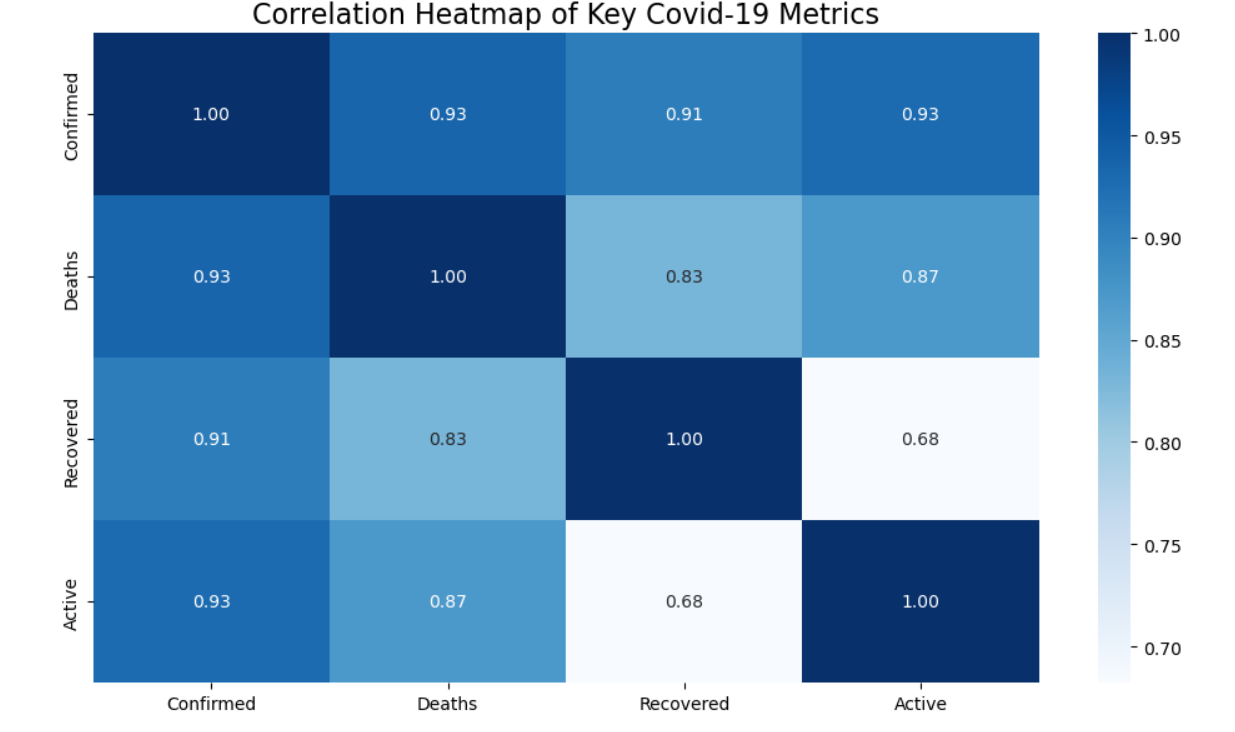 Correlation Heatmap of Key Covid-19 Metrics
Confirmed 1.00 0.93 0.91 0.93
Deaths 0.93 1.00 0.83 0.87
Recovered 0.91 0.83 1.00 0.68
Active 0.93 0.87 0.68 1.00
Confirmed Deaths Recovered Active
1.00
0.95
0.90
0.85
0.80
0.75
0.70